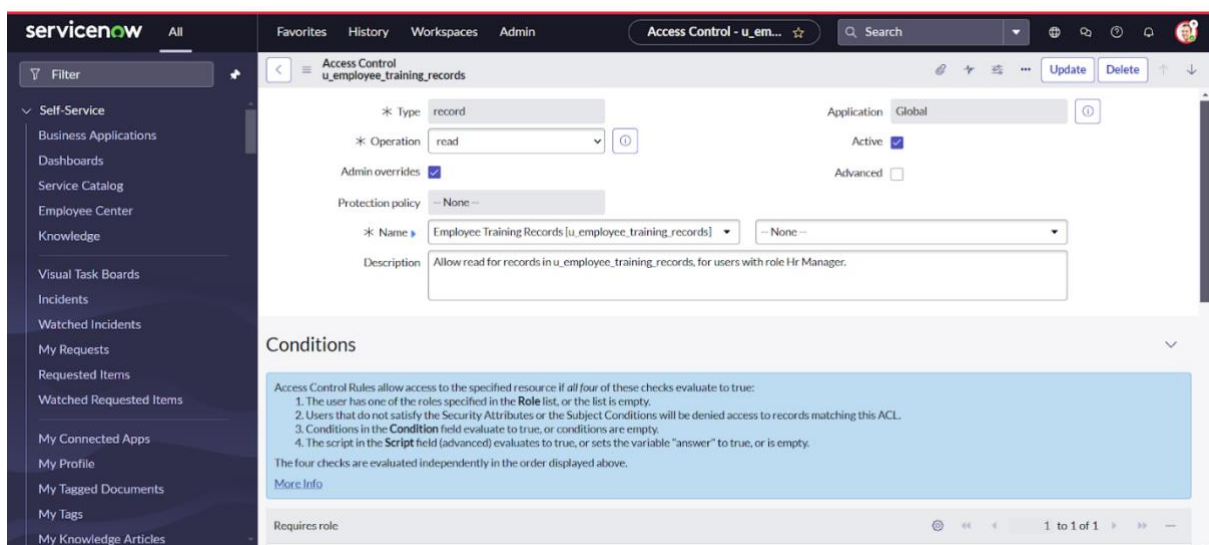 servicenow All Favorites History Workspaces Admin Access Control - u_em... Search
Filter
Access Control
u_employee_training_records
Update Delete
Self-Service
Business Applications
Dashboards
Service Catalog
Employee Center
Knowledge
Visual Task Boards
Incidents
Watched Incidents
My Requests
Requested Items
Watched Requested Items
My Connected Apps
My Profile
My Tagged Documents
My Tags
My Knowledge Articles
Type record
Application Global
Operation read
Active
Admin overrides
Advanced
Protection policy -- None --
Name Employee Training Records [u_employee_training_records] -- None --
Description Allow read for records in u_employee_training_records, for users with role Hr Manager.
Conditions
Access Control Rules allow access to the specified resource if all four of these checks evaluate to true:
1. The user has one of the roles specified in the Role list, or the list is empty.
2. Users that do not satisfy the Security Attributes or the Subject Conditions will be denied access to records matching this ACL.
3. Conditions in the Condition field evaluate to true, or conditions are empty.
4. The script in the Script field (advanced) evaluates to true, or sets the variable "answer" to true, or is empty.
The four checks are evaluated independently in the order displayed above.
More Info
Requires role 1 to 1 of 1